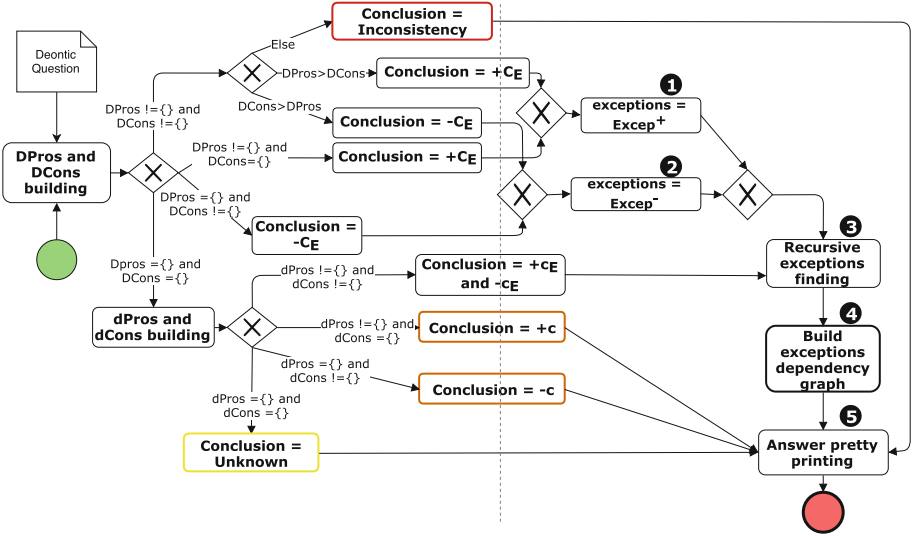 Deontic
Question
DPros and
DCons
building
DPros !={} and
DCons !={}
Else
Conclusion =
Inconsistency
DPros>DCons
Conclusion = +CE
DCons>DPros
Conclusion = -CE
DPros !={} and
DCons={}
Conclusion = +CE
DPros ={} and
DCons !={}
Conclusion =
-CE
1
exceptions =
Excep+
2
exceptions =
Excep-
Dpros ={} and
DCons ={}
dPros and
dCons building
dPros !={} and
dCons !={}
Conclusion = +cE
and -cE
dPros !={} and
dCons ={}
Conclusion = +c
dPros ={} and
dCons !={}
Conclusion = -c
dPros ={} and
dCons ={}
Conclusion =
Unknown
3
Recursive
exceptions
finding
4
Build
exceptions
dependency
graph
5
Answer pretty
printing